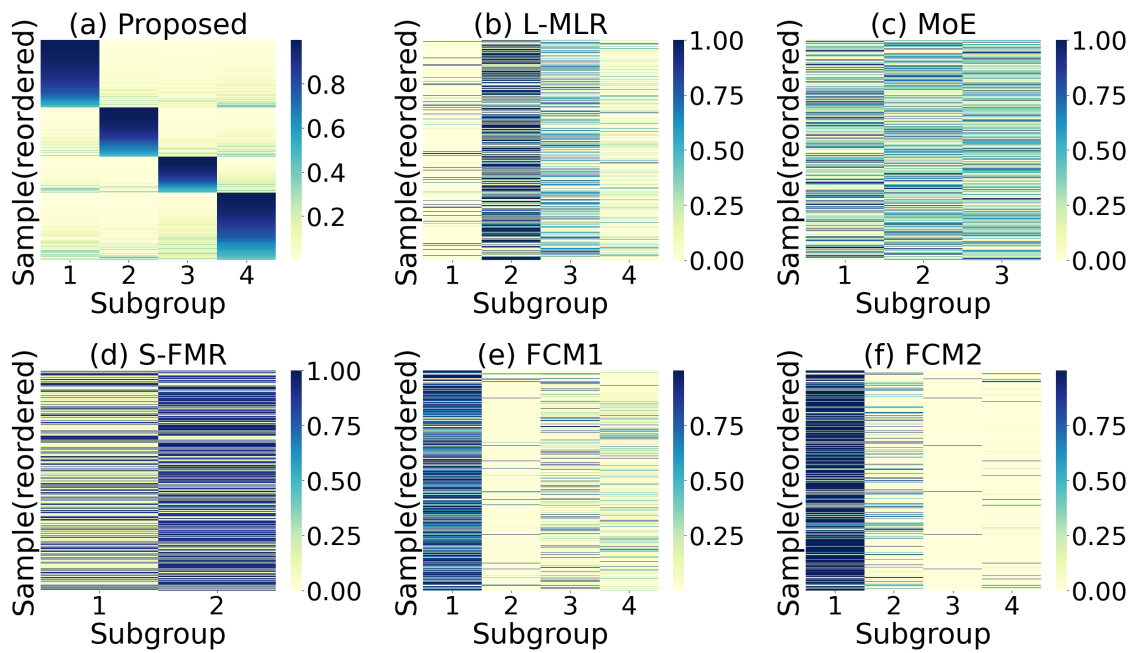 (a) Proposed
Sample(reordered)
0.8
0.6
0.4
0.2
1 2 3 4
Subgroup
(b) L-MLR
Sample(reordered)
1.00
0.75
0.50
0.25
0.00
1 2 3 4
Subgroup
(c) MoE
Sample(reordered)
1.00
0.75
0.50
0.25
0.00
1 2 3
Subgroup
(d) S-FMR
Sample(reordered)
1.00
0.75
0.50
0.25
0.00
1 2
Subgroup
(e) FCM1
Sample(reordered)
0.75
0.50
0.25
1 2 3 4
Subgroup
(f) FCM2
Sample(reordered)
0.75
0.50
0.25
1 2 3 4
Subgroup